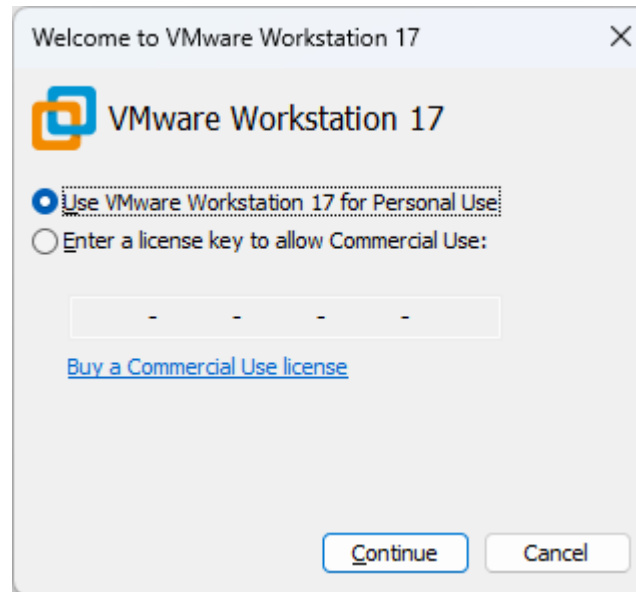 Welcome to VMware Workstation 17
VMware Workstation 17
Use VMware Workstation 17 for Personal Use
Enter a license key to allow Commercial Use:
- - - -
Buy a Commercial Use license
Continue Cancel